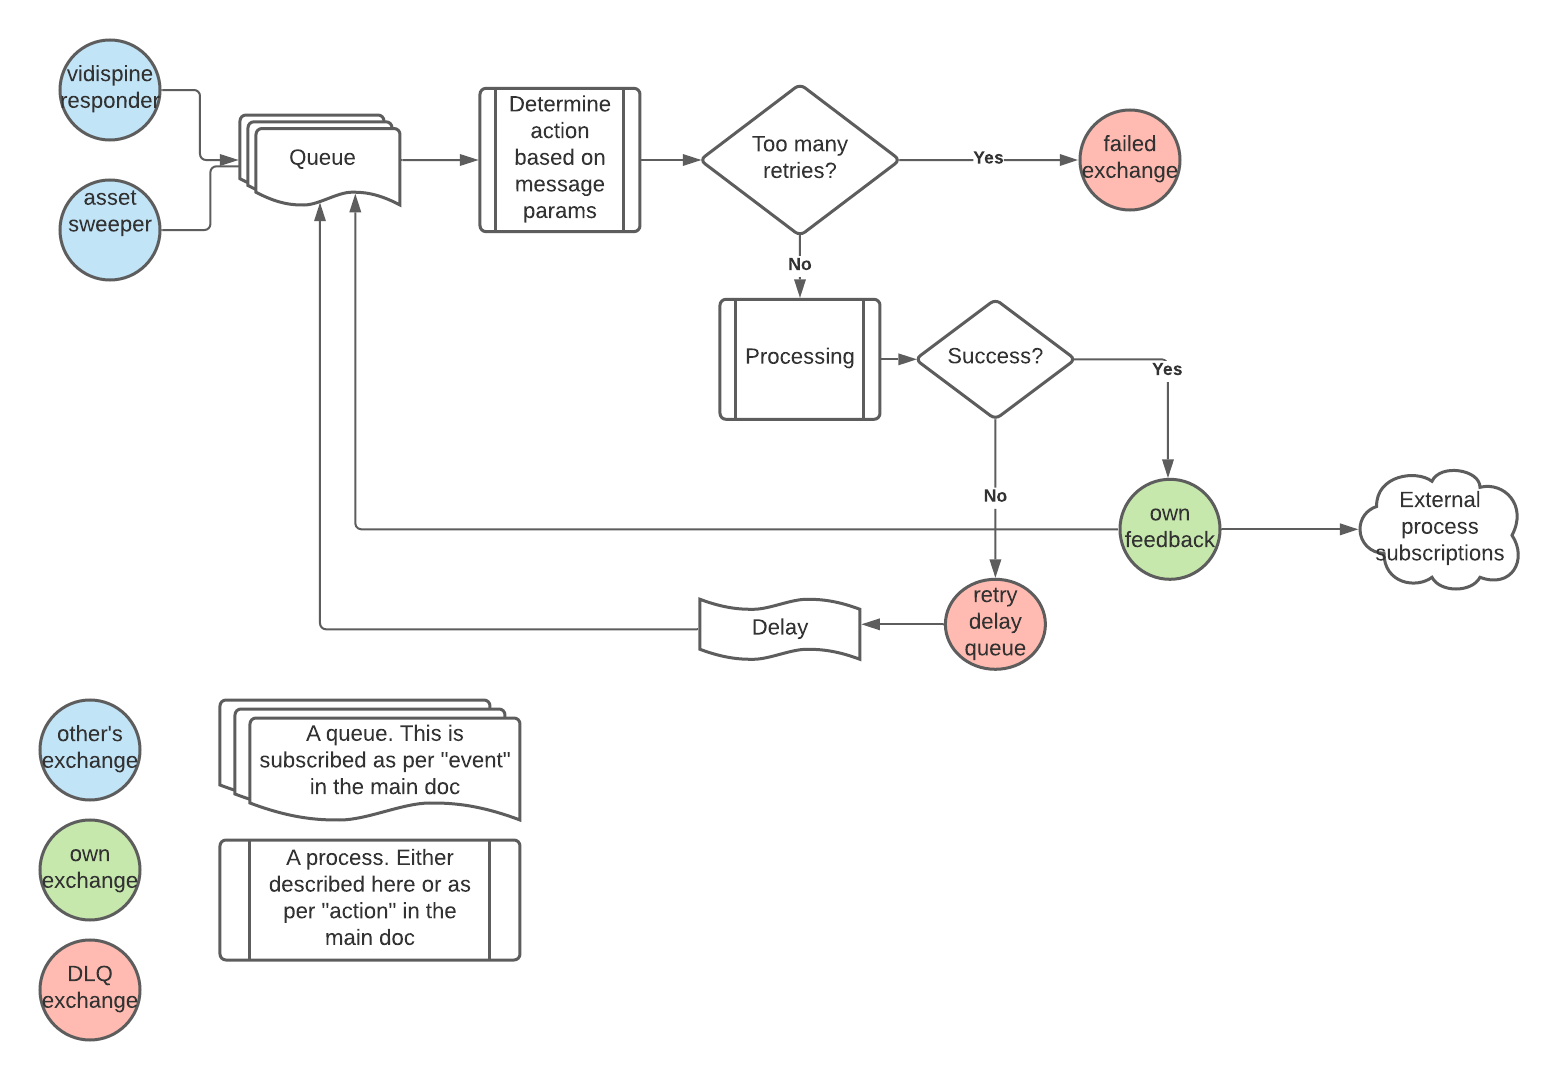 vidispine
responder
asset
sweeper
Queue
Determine
action
based on
message
params
Too many
retries?
Yes
failed
exchange
No
Processing
Success?
Yes
No
own
feedback
External
process
subscriptions
retry
delay
queue
Delay
other's
exchange
own
exchange
DLQ
exchange
A queue. This is
subscribed as per "event"
in the main doc
A process. Either
described here or as
per "action" in the
main doc